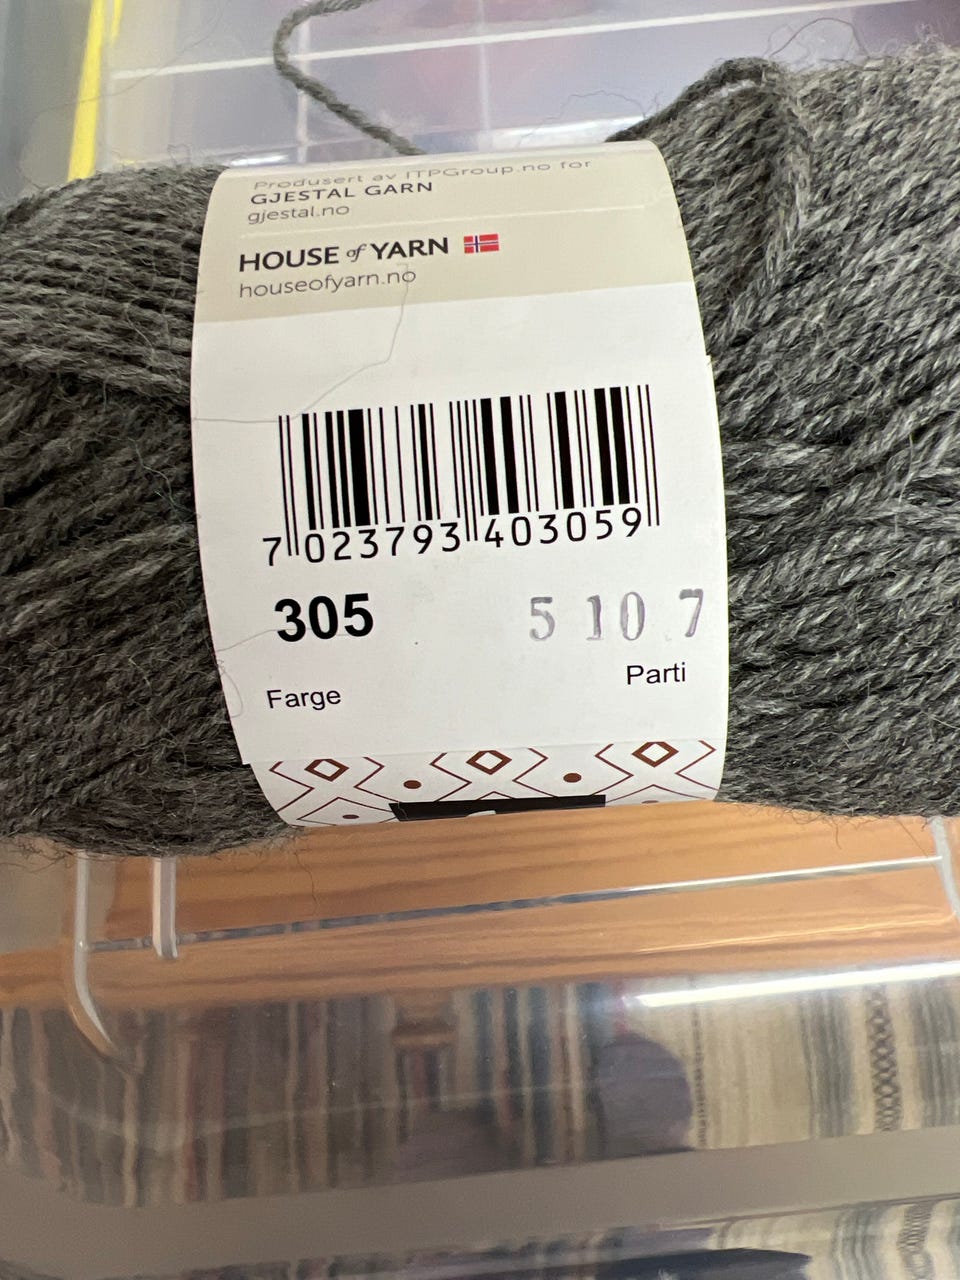 Produsert av ITPGroup.no for
GJESTAL GARN
gjestal.no
HOUSE of YARN
houseofyarn.no
7 023793 403059
305 5 10 7
Farge Parti